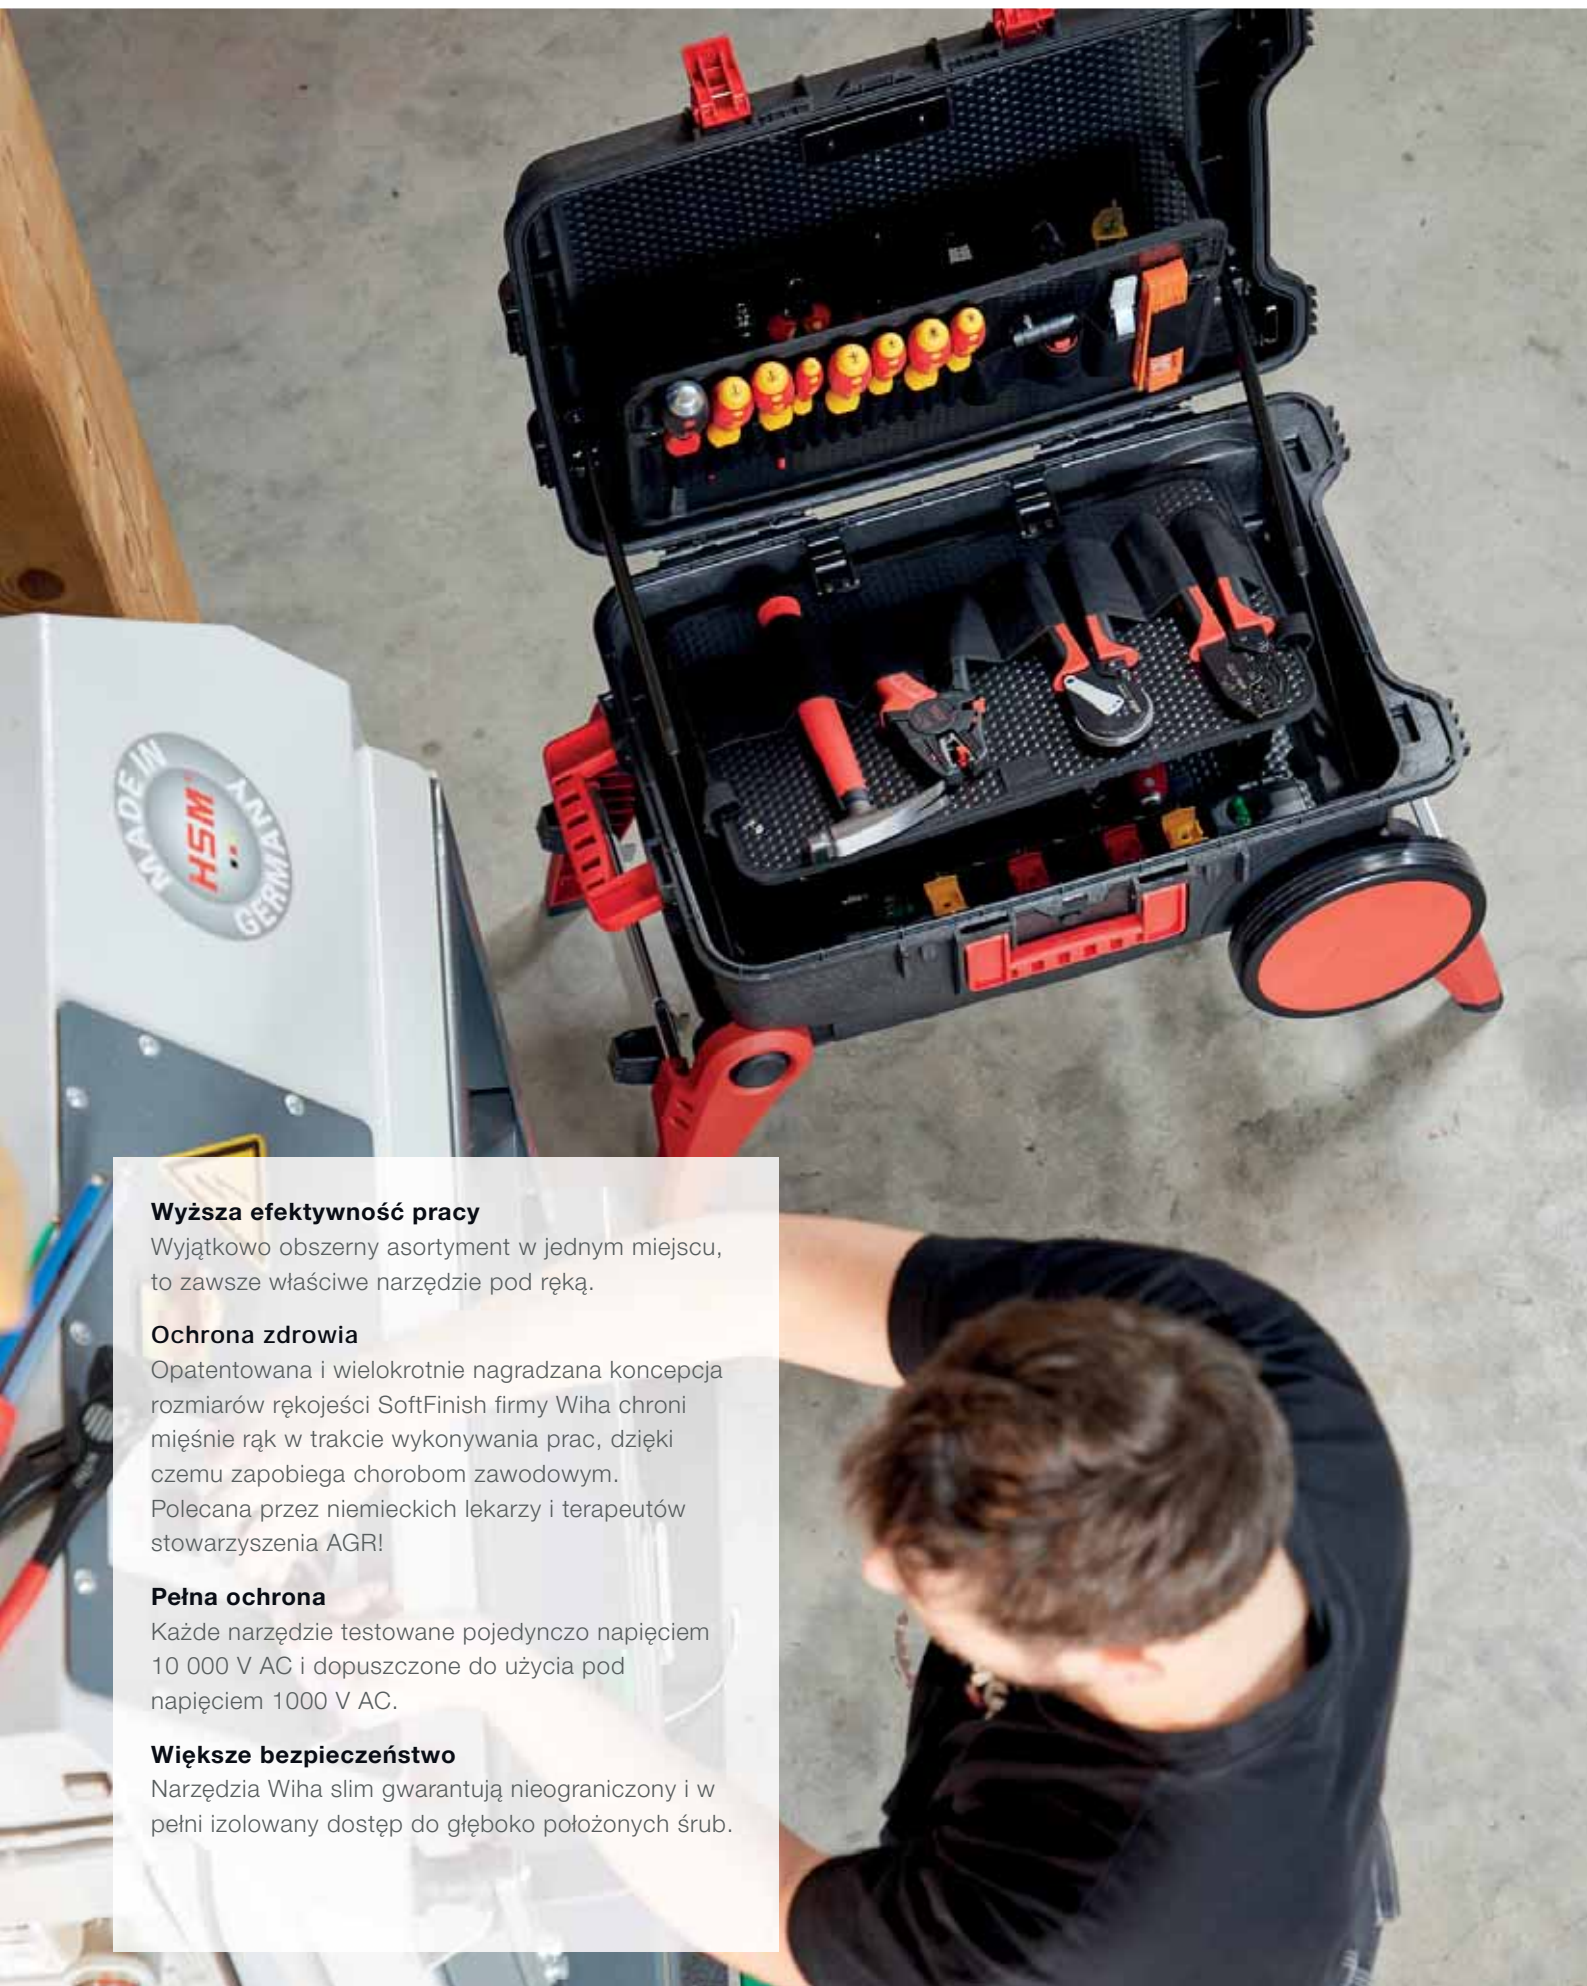 MADE IN
HSM
GERMANY
Wyższa efektywność pracy
Wyjątkowo obszerny asortyment w jednym miejscu,
to zawsze właściwe narzędzie pod ręką.
Ochrona zdrowia
Opatentowana i wielokrotnie nagradzana koncepcja
rozmiarów rękojeści SoftFinish firmy Wiha chroni
mięśnie rąk w trakcie wykonywania prac, dzięki
czemu zapobiega chorobom zawodowym.
Polecana przez niemieckich lekarzy i terapeutów
stowarzyszenia AGR!
Pełna ochrona
Każde narzędzie testowane pojedynczo napięciem
10 000 V AC i dopuszczone do użycia pod
napięciem 1000 V AC.
Większe bezpieczeństwo
Narzędzia Wiha slim gwarantują nieograniczony i w
pełni izolowany dostęp do głęboko położonych śrub.